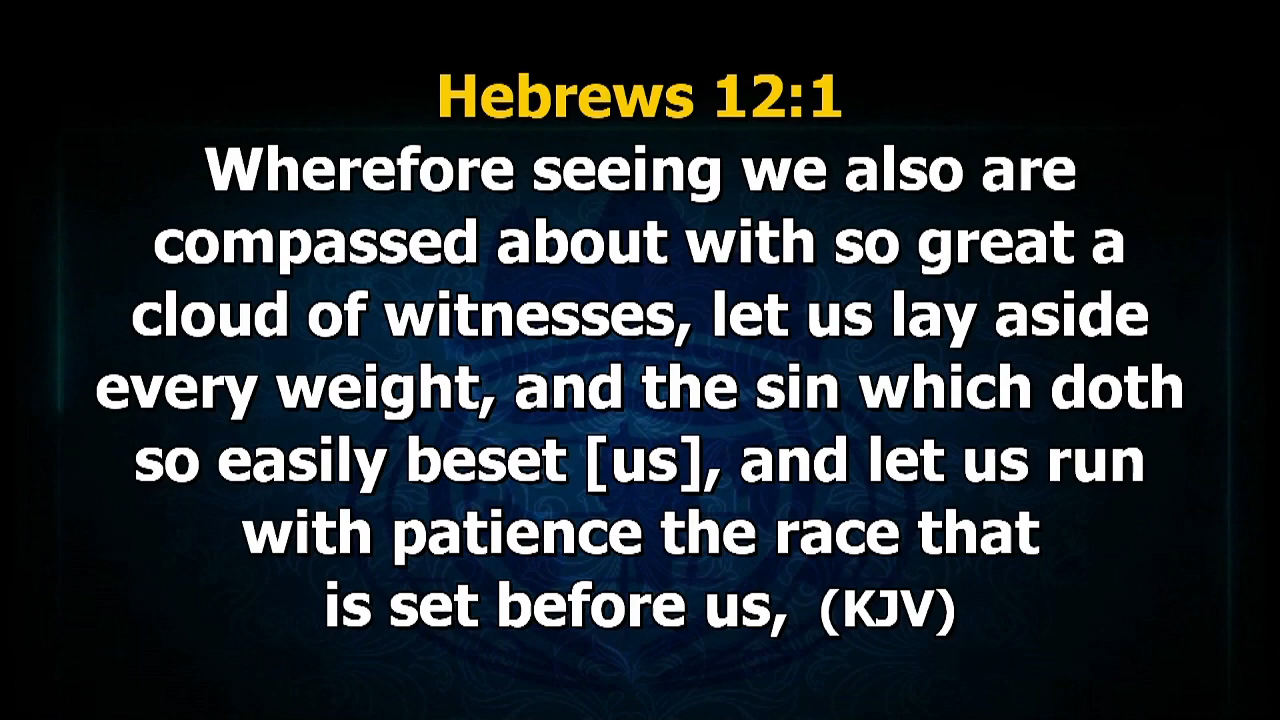 Hebrews 12:1
Wherefore seeing we also are
compassed about with so great a
cloud of witnesses, let us lay aside
every weight, and the sin which doth
so easily beset [us], and let us run
with patience the race that
is set before us, (KJV)